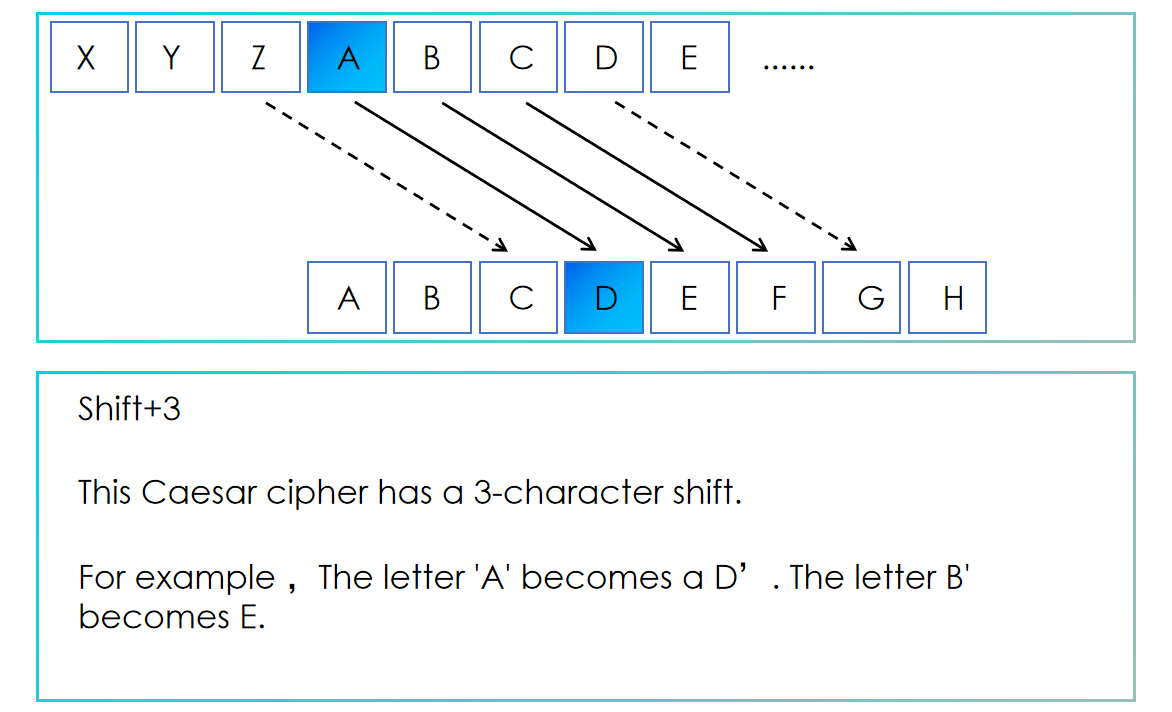 X Y Z A B C D E ......
A B C D E F G H
Shift+3
This Caesar cipher has a 3-character shift.
For example ，The letter 'A' becomes a D’ . The letter B'
becomes E.